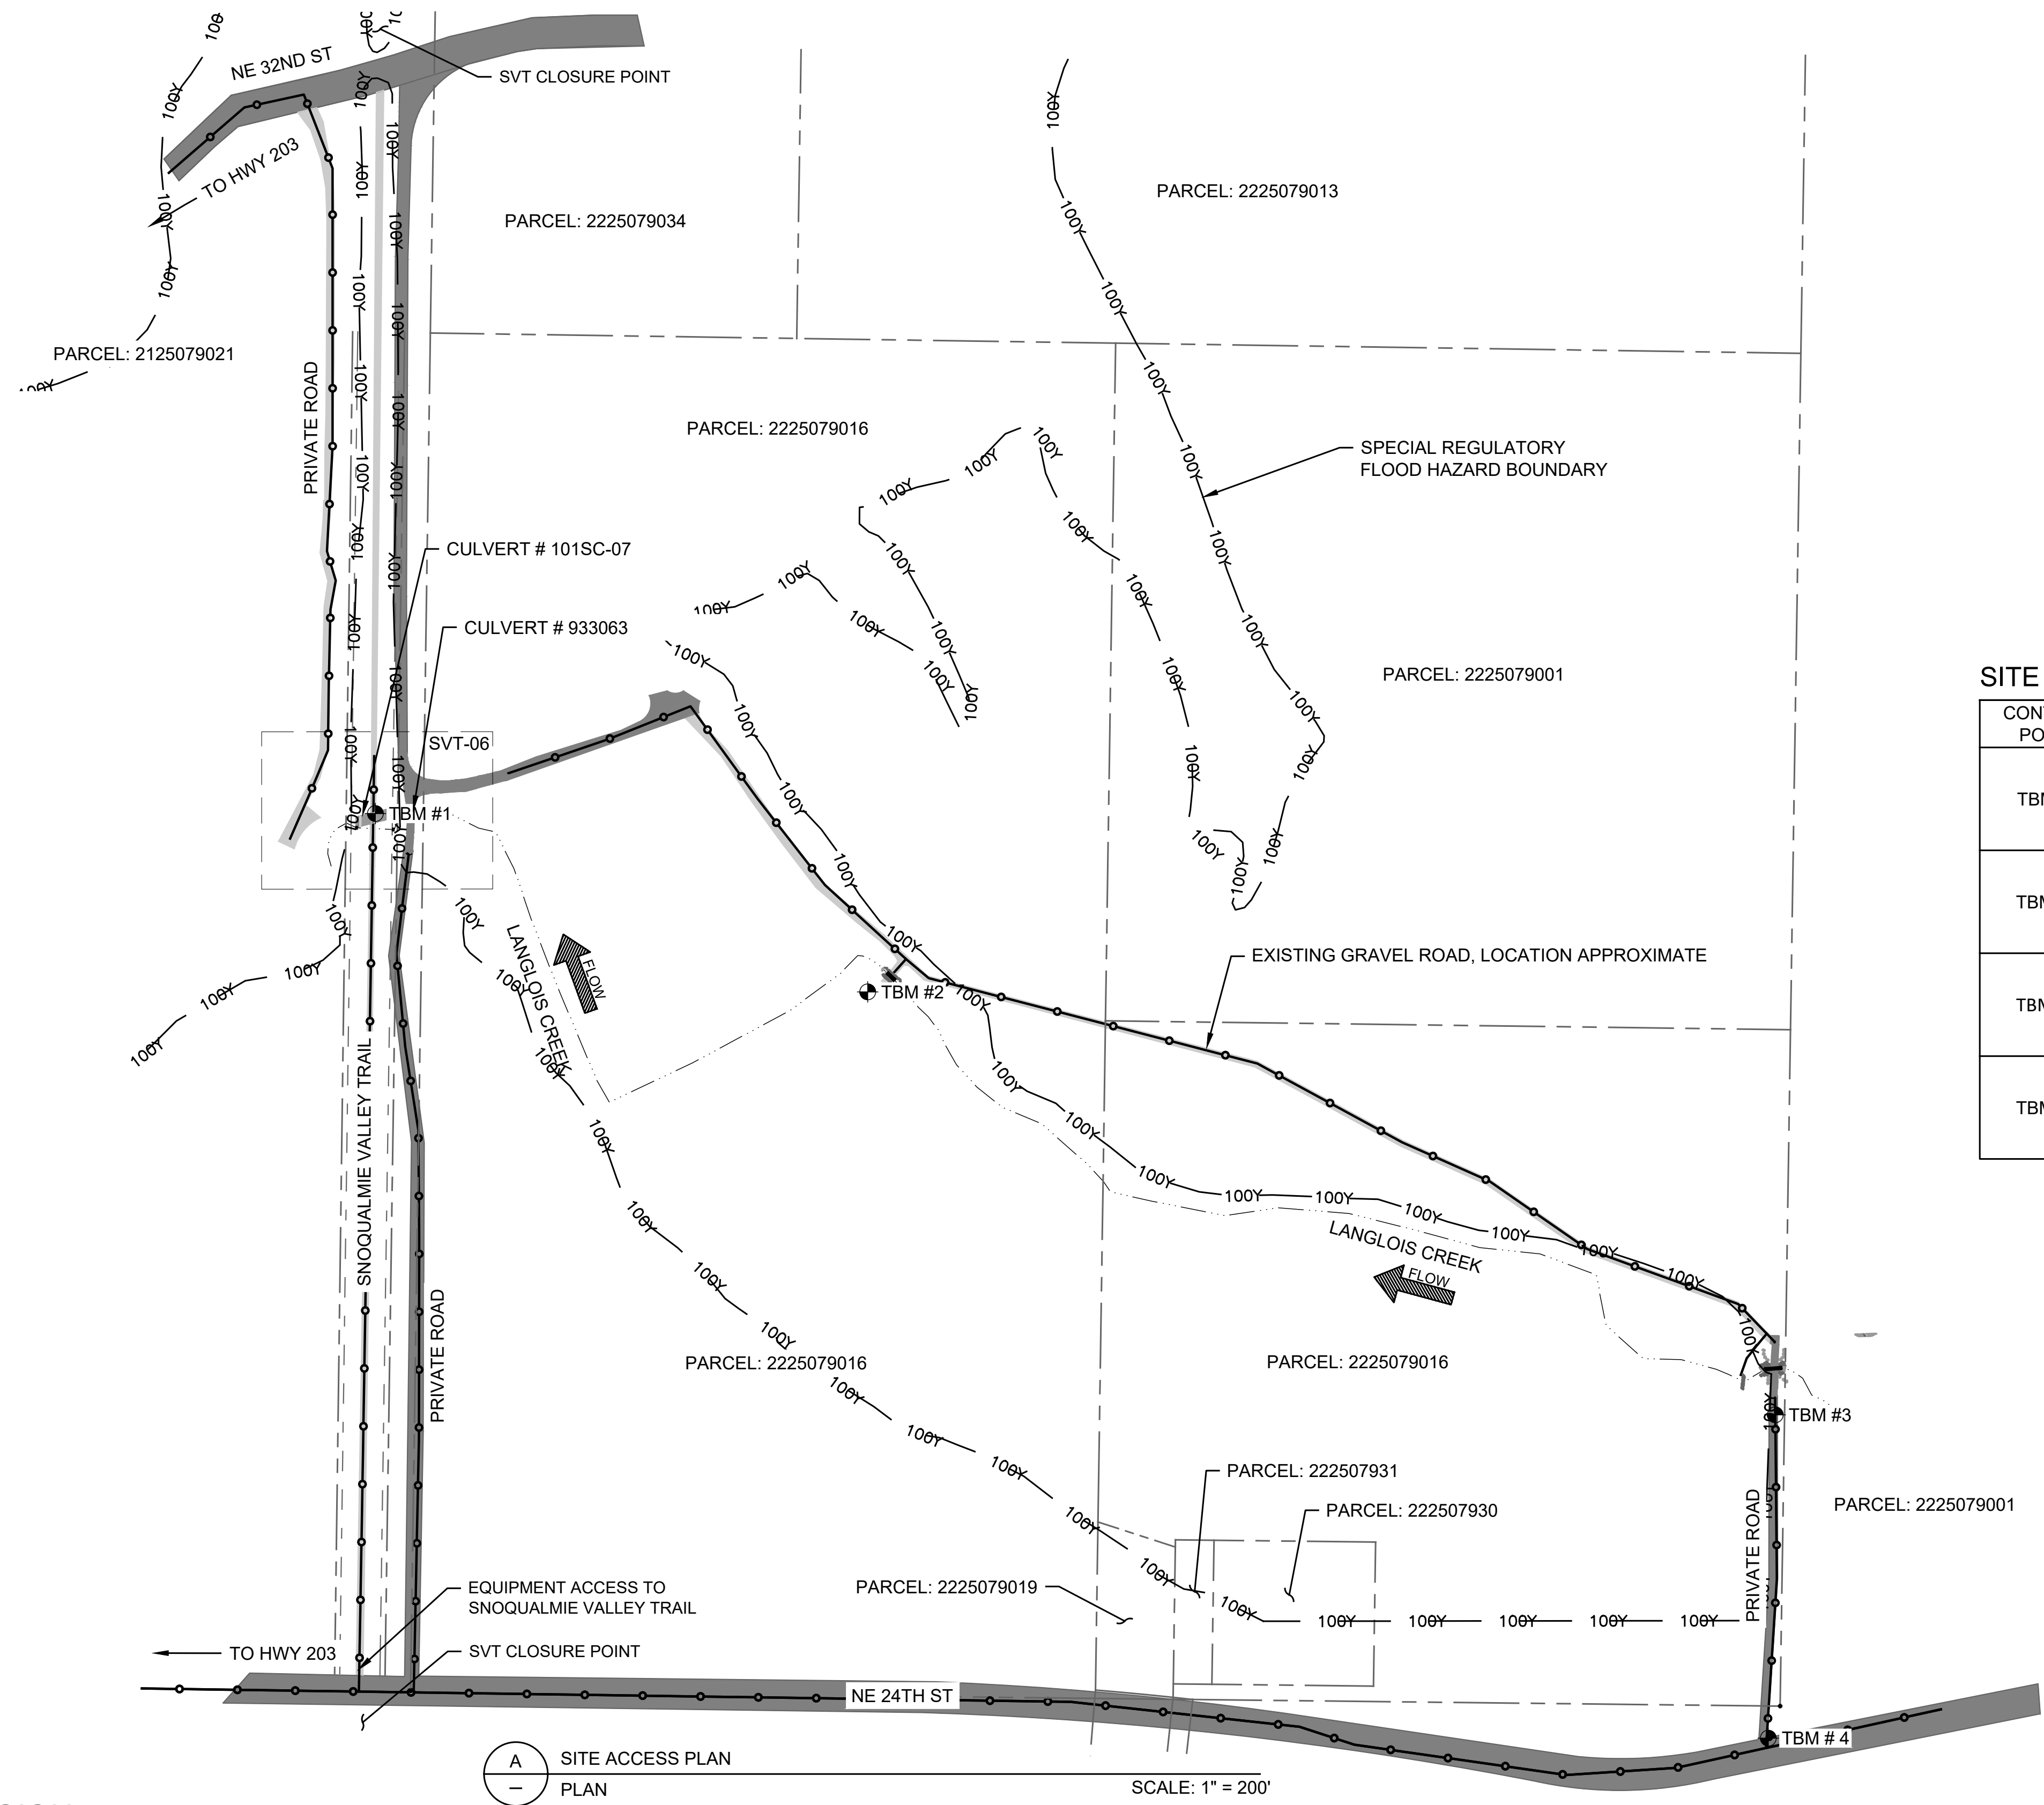 NE 32ND ST
SVT CLOSURE POINT
TO HWY 203
PARCEL: 2225079034
PARCEL: 2225079013
PARCEL: 2125079021
PRIVATE ROAD
PARCEL: 2225079016
SPECIAL REGULATORY
FLOOD HAZARD BOUNDARY
CULVERT # 101SC-07
CULVERT # 933063
PARCEL: 2225079001
SITE
SVT-06
TBM #1
100Y
LANGLOIS CREEK
FLOW
TBM #2
EXISTING GRAVEL ROAD, LOCATION APPROXIMATE
SNOQUALMIE VALLEY TRAIL
LANGLOIS CREEK
FLOW
PRIVATE ROAD
PARCEL: 2225079016
PARCEL: 2225079016
TBM #3
PARCEL: 222507931
PARCEL: 222507930
PARCEL: 2225079001
PRIVATE ROAD
PARCEL: 2225079019
EQUIPMENT ACCESS TO
SNOQUALMIE VALLEY TRAIL
TO HWY 203
SVT CLOSURE POINT
NE 24TH ST
TBM # 4
A
SITE ACCESS PLAN
PLAN
SCALE: 1" = 200'